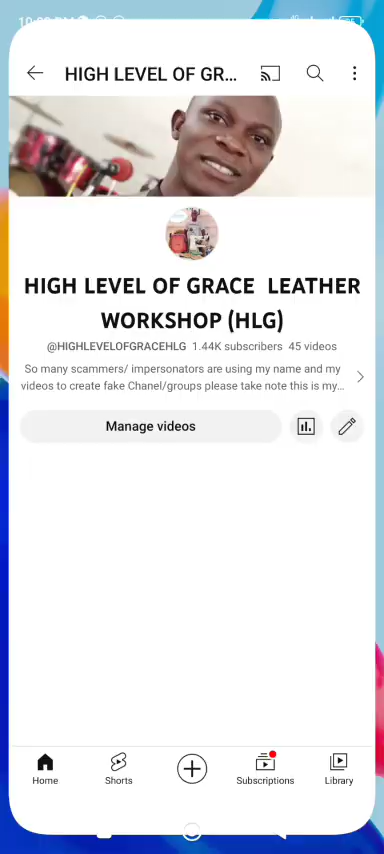 HIGH LEVEL OF GR...
HIGH LEVEL OF GRACE LEATHER
WORKSHOP (HLG)
@HIGHLEVELOFGRACEHLG 1.44K subscribers 45 videos
So many scammers/ impersonators are using my name and my
videos to create fake Chanel/groups please take note this is my...
Manage videos
Home Shorts Subscriptions Library